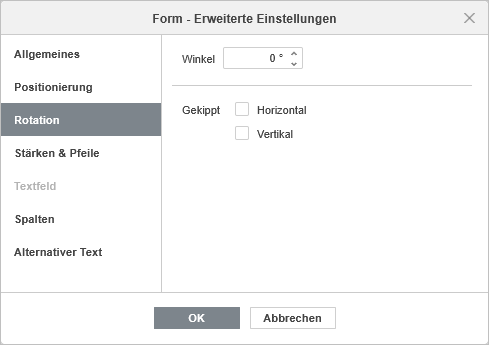 Form - Erweiterte Einstellungen
Allgemeines
Positionierung
Rotation
Stärken & Pfeile
Textfeld
Spalten
Alternativer Text
Winkel 0 °
Gekippt Horizontal
Vertikal
OK Abbrechen